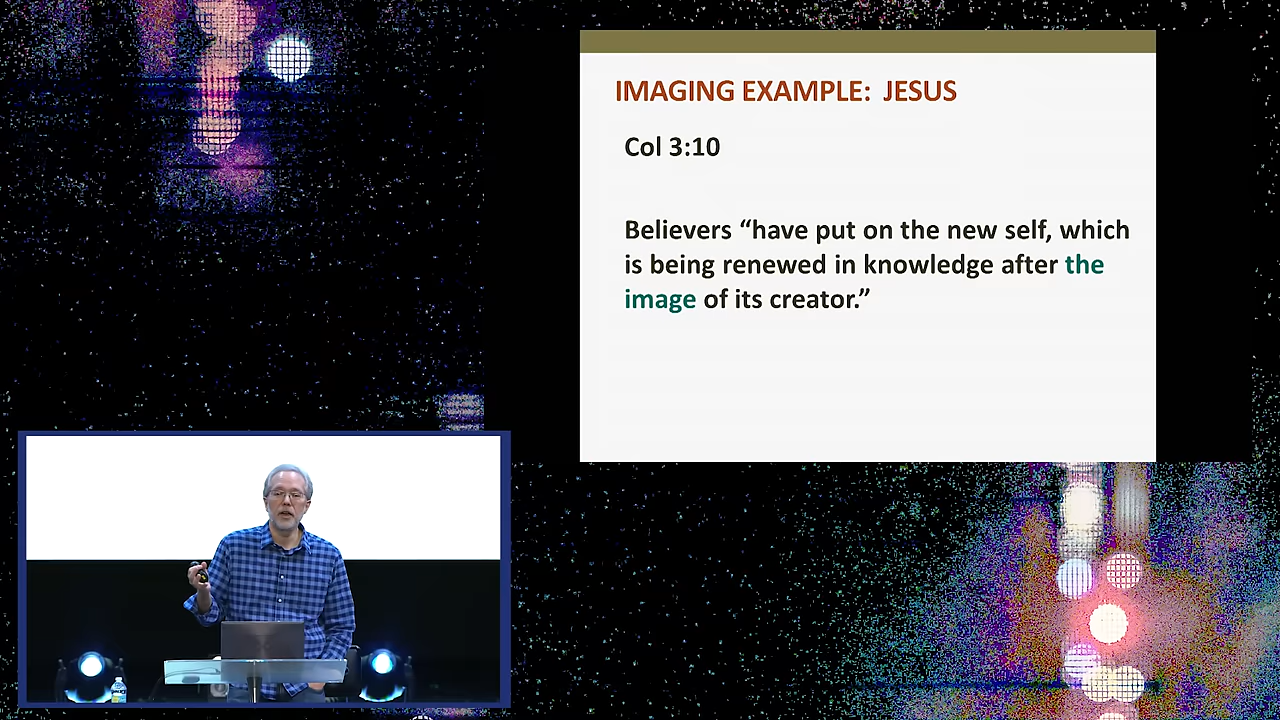 IMAGING EXAMPLE: JESUS
Col 3:10
Believers “have put on the new self, which
is being renewed in knowledge after the
image of its creator.”